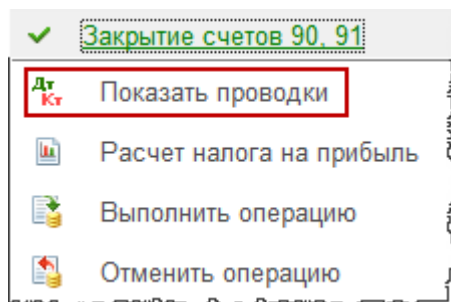 Закрытие счетов 90, 91
Дт Кт Показать проводки
Расчет налога на прибыль
Выполнить операцию
Отменить операцию